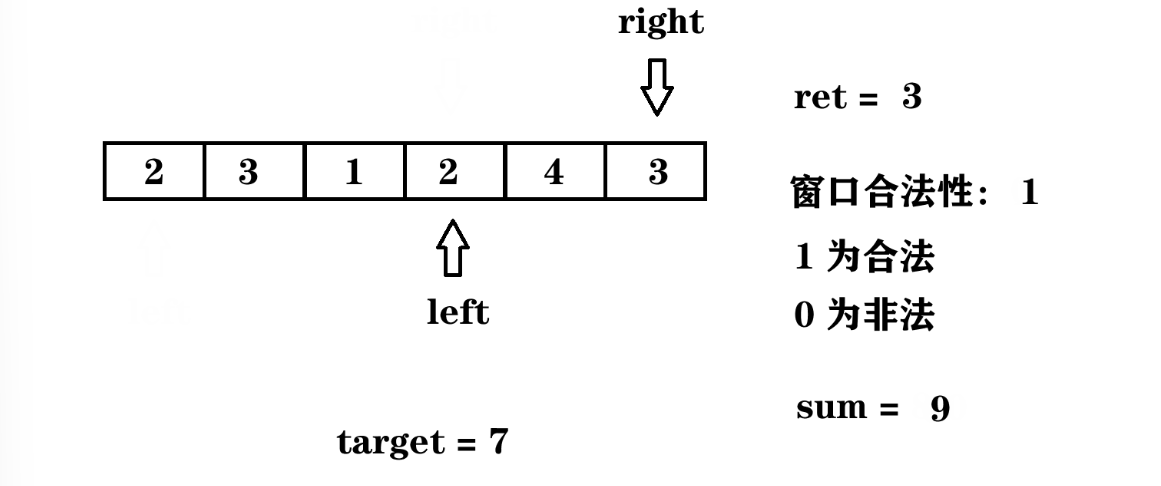 right
ret = 3
2 3 1 2 4 3
窗口合法性： 1
1 为合法
left
0 为非法
sum = 9
target = 7